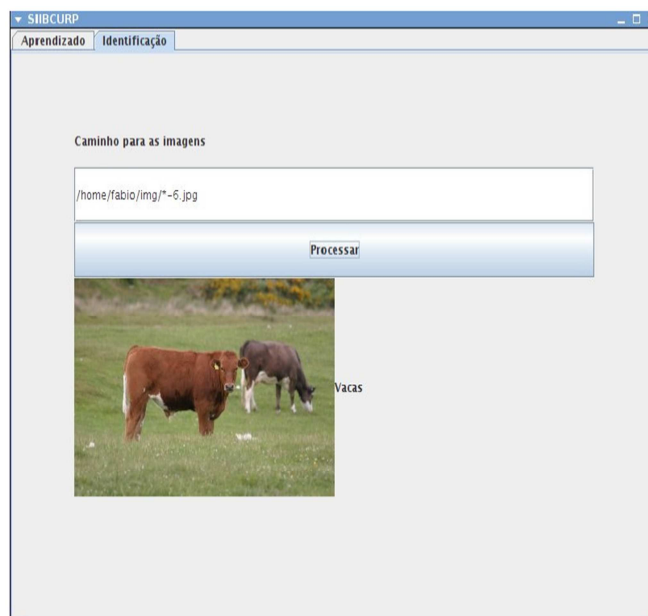 SIIBCURP
Aprendizado Identificação
Caminho para as imagens
/home/fabio/img/*-6.jpg
Processar
Vacas